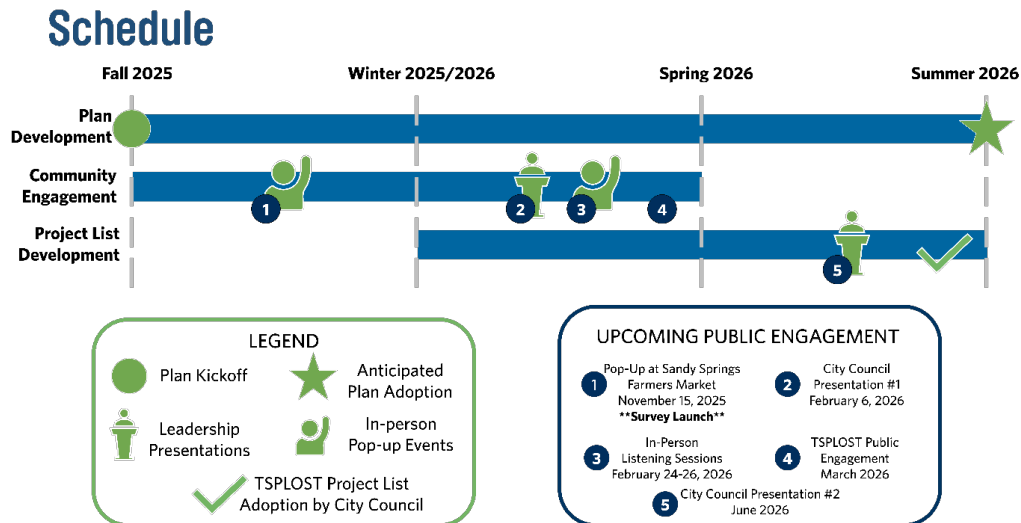 Schedule
Fall 2025
Winter 2025/2026
Spring 2026
Summer 2026
Plan
Development
Community
Engagement
1
2
3
4
Project List
Development
5
LEGEND
Plan Kickoff
Anticipated
Plan Adoption
Leadership
Presentations
In-person
Pop-up Events
TSPLOST Project List
Adoption by City Council
UPCOMING PUBLIC ENGAGEMENT
1
Pop-Up at Sandy Springs
Farmers Market
November 15, 2025
**Survey Launch**
2
City Council
Presentation #1
February 6, 2026
3
In-Person
Listening Sessions
February 24-26, 2026
4
TSPLOST Public
Engagement
March 2026
5
City Council Presentation #2
June 2026